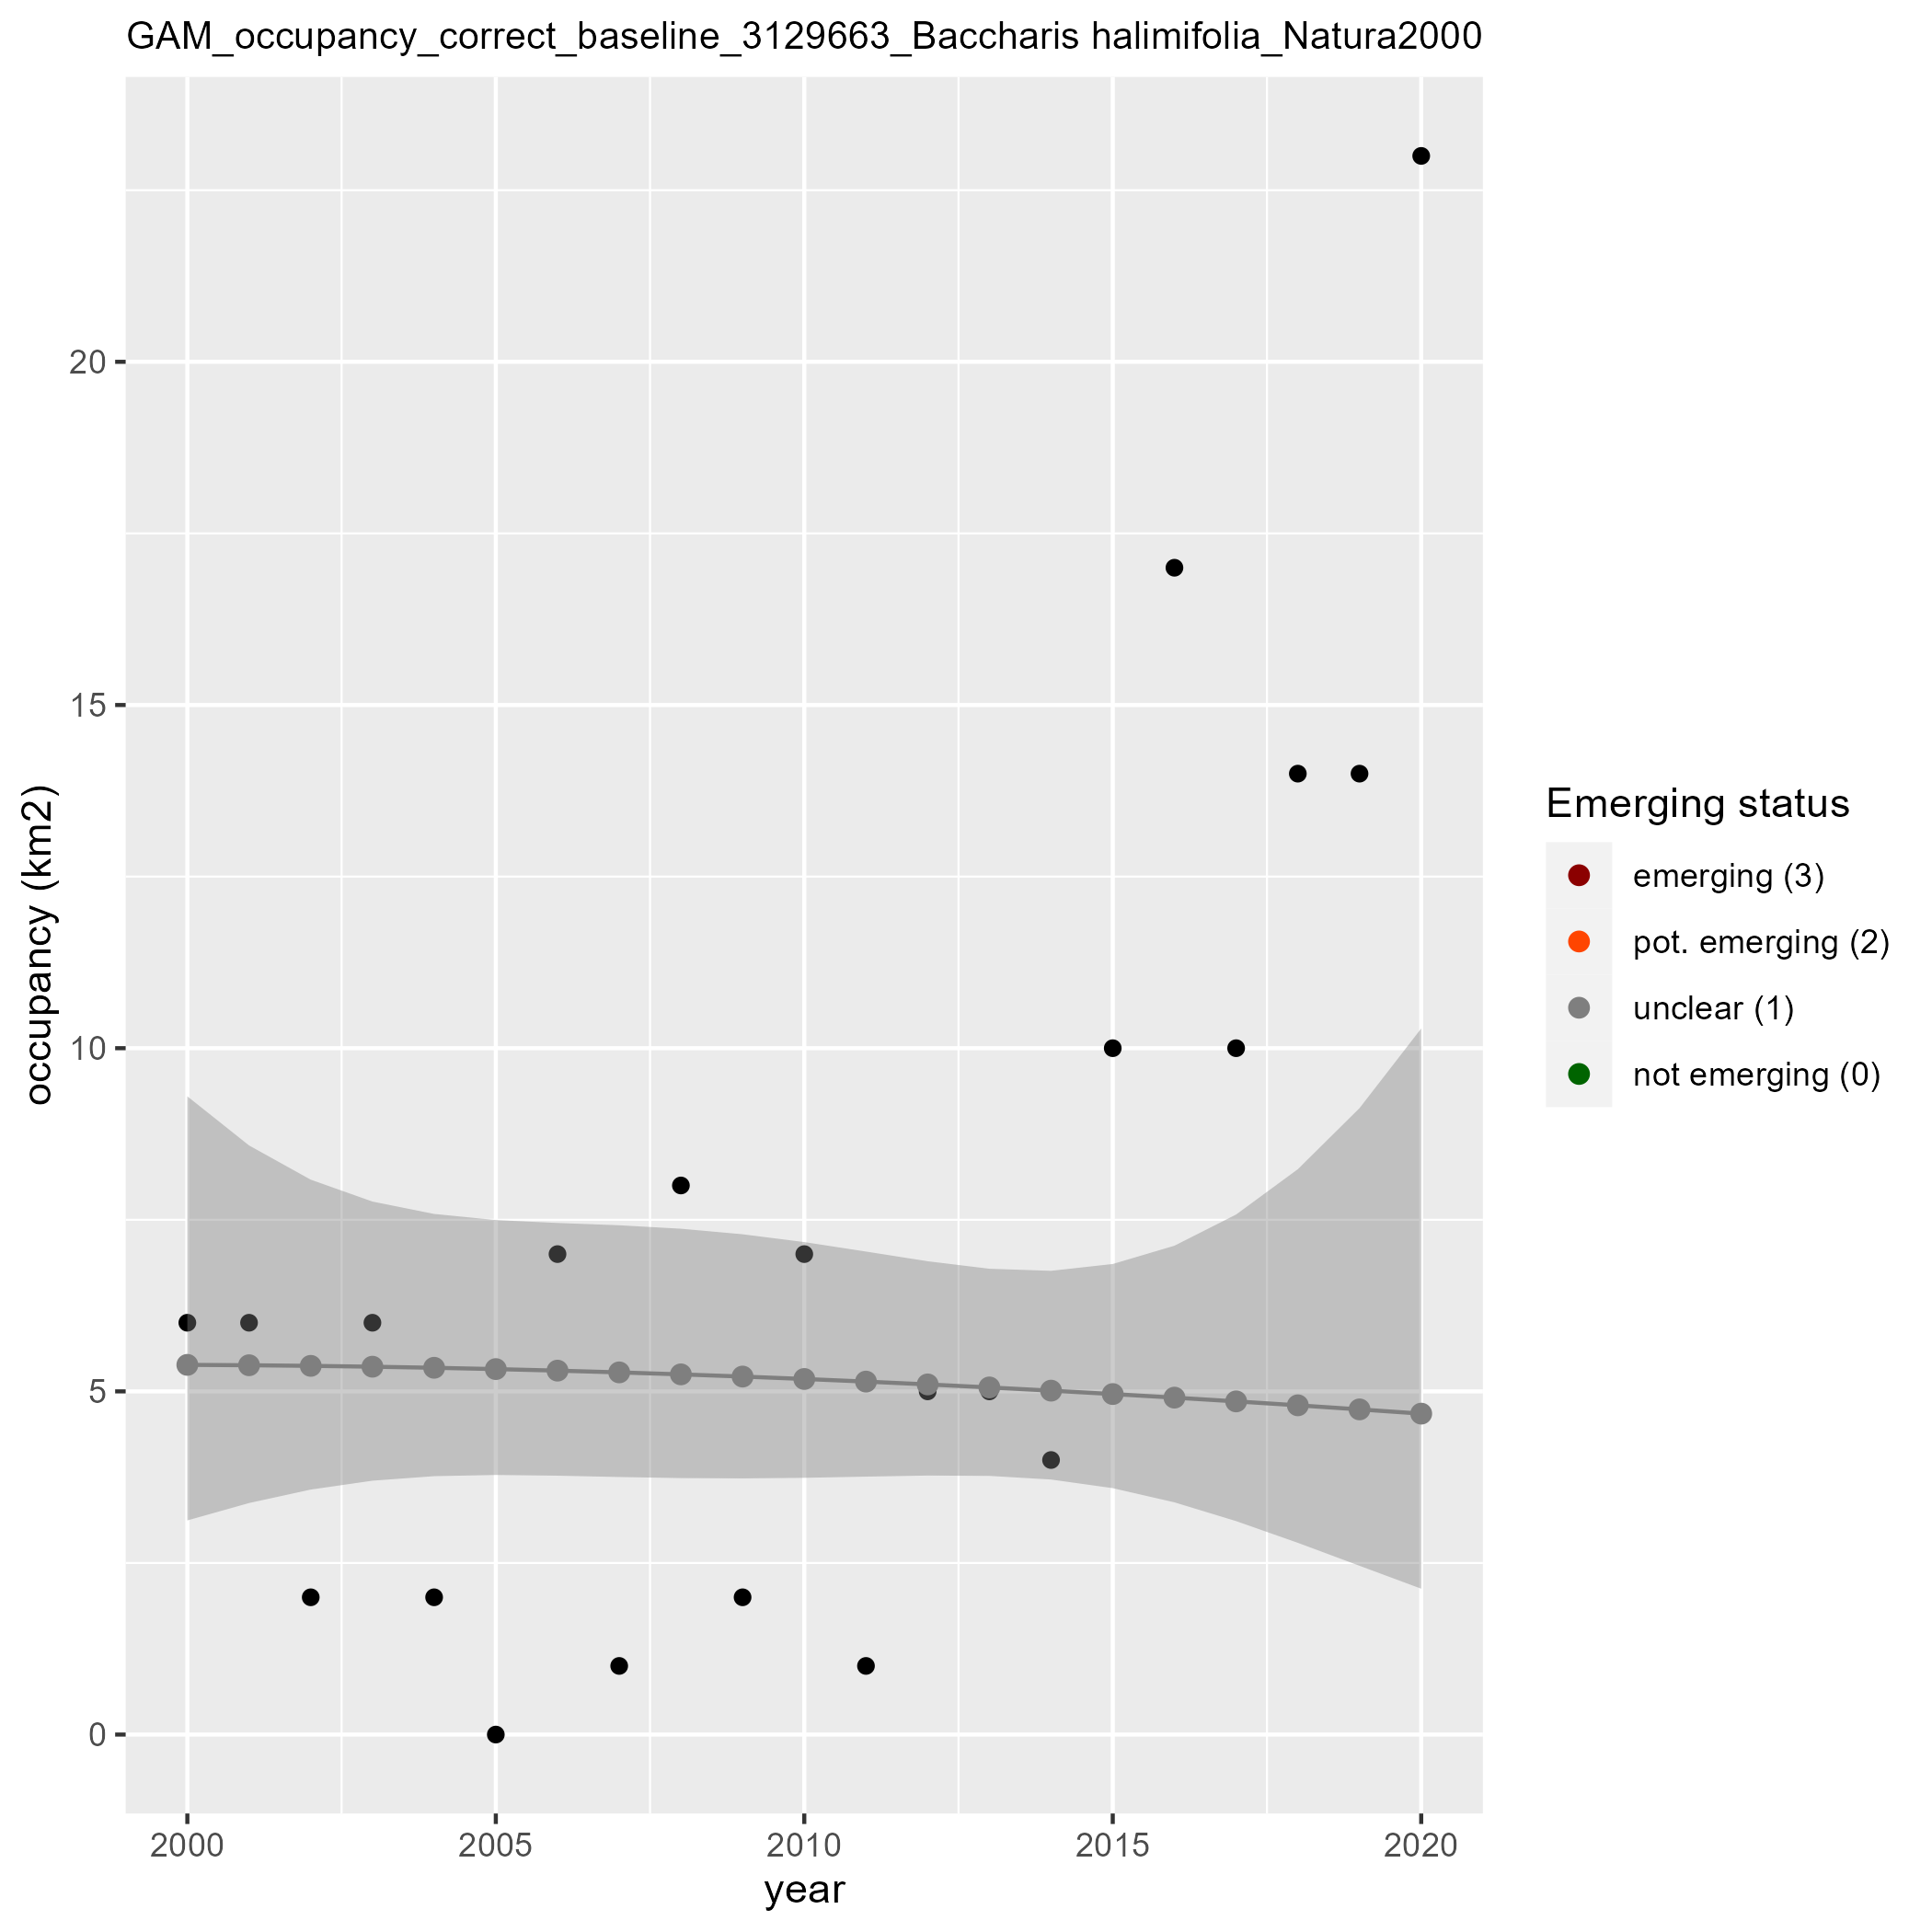 GAM_occupancy_correct_baseline_3129663_Baccharis halimifolia_Natura2000
occupancy (km2)
20
15
10
5
0
2000 2005 2010 2015 2020
year
Emerging status
emerging (3)
pot. emerging (2)
unclear (1)
not emerging (0)